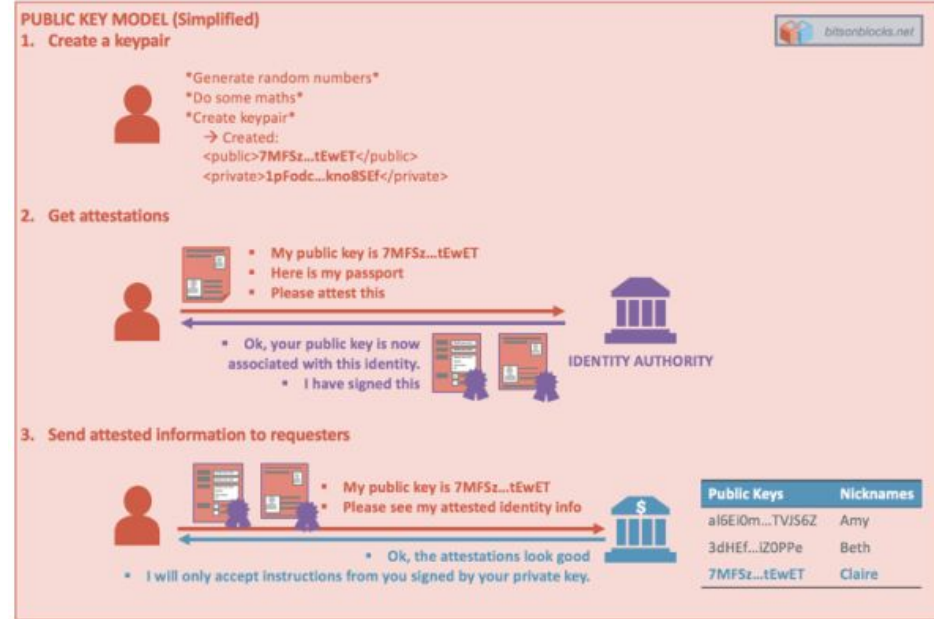 PUBLIC KEY MODEL (Simplified)
bitsonblocks.net
1. Create a keypair
*Generate random numbers*
*Do some maths*
*Create keypair*
→ Created:
<public>7MFSz...tEwET</public>
<private>1pFodc...kno8SEf</private>
2. Get attestations
▪ My public key is 7MFSz...tEwET
▪ Here is my passport
▪ Please attest this
▪ Ok, your public key is now
associated with this identity.
▪ I have signed this
IDENTITY AUTHORITY
3. Send attested information to requesters
▪ My public key is 7MFSz...tEwET
▪ Please see my attested identity info
$
▪ Ok, the attestations look good
▪ I will only accept instructions from you signed by your private key.
Public Keys Nicknames
al6Ei0m...TVJS6Z Amy
3dHEf...iZ0PPe Beth
7MFSz...tEwET Claire